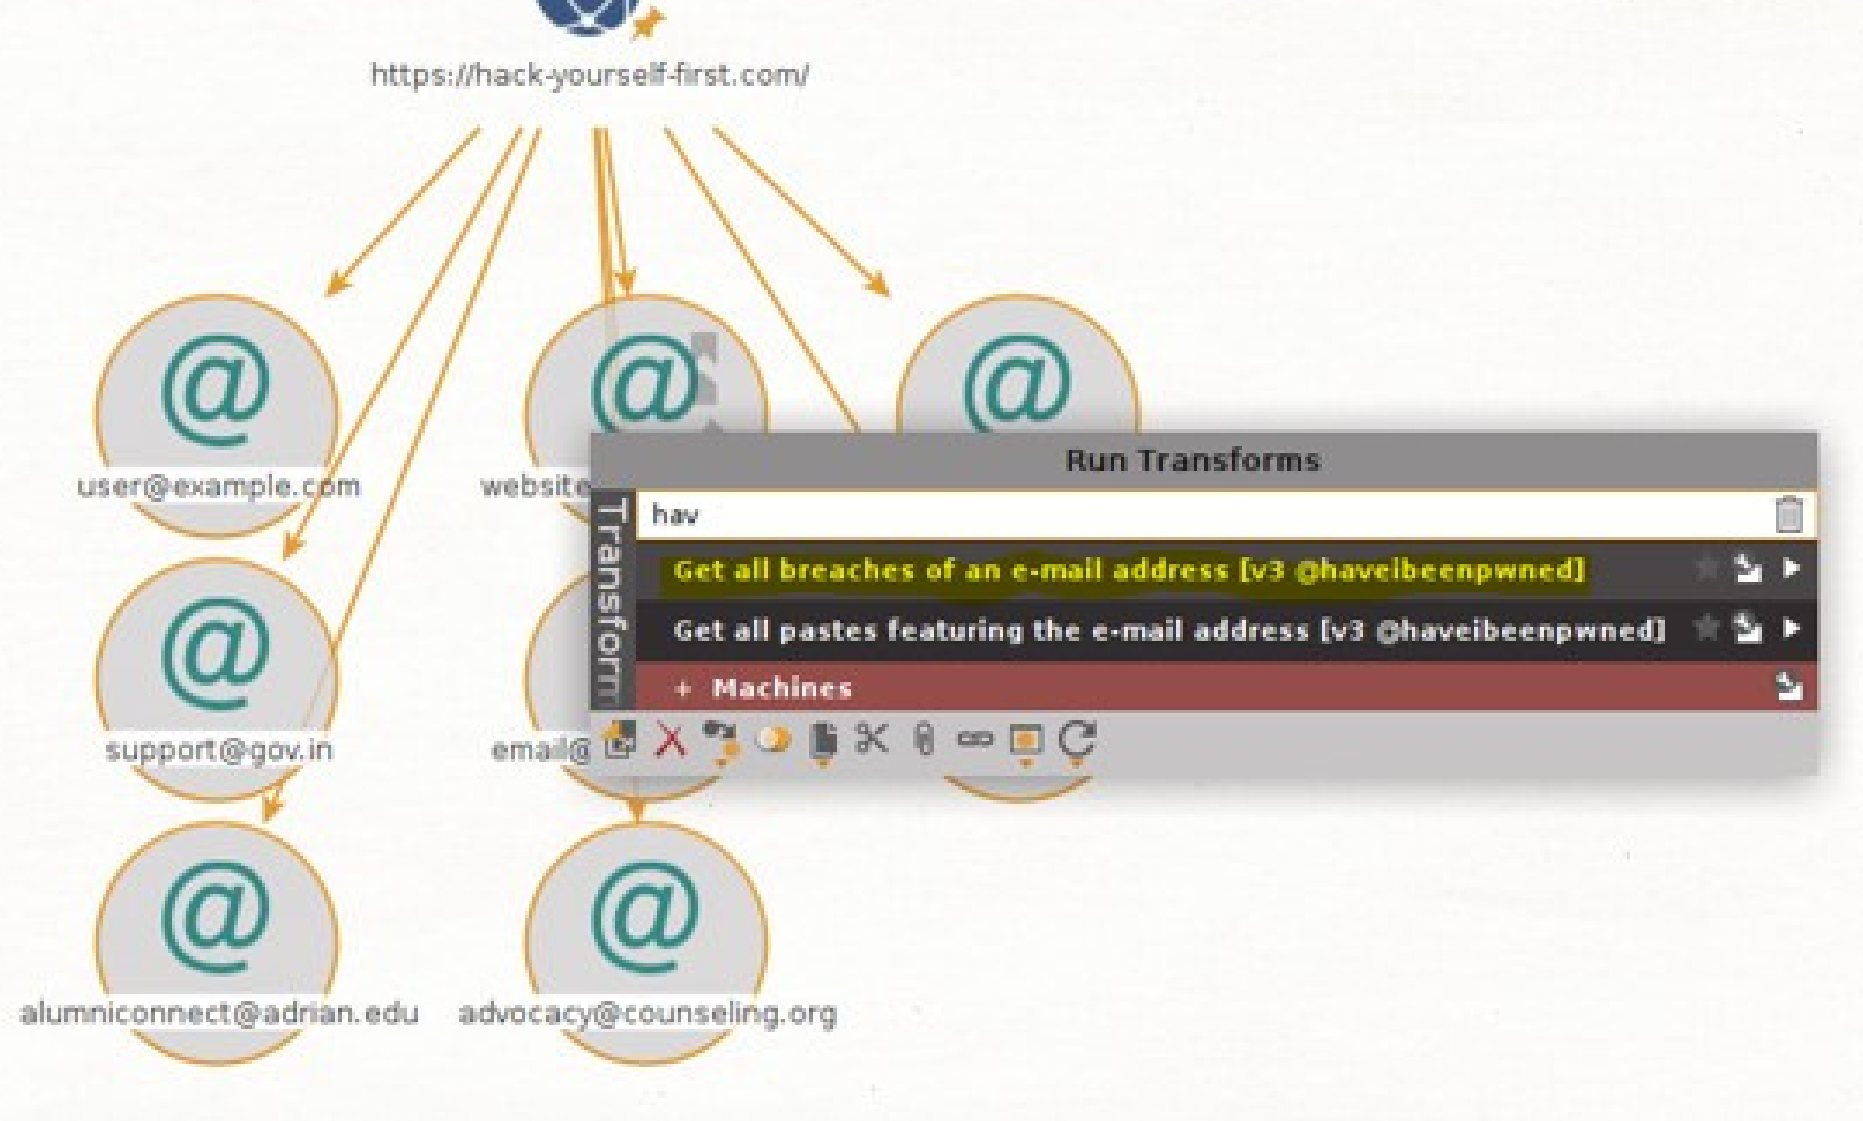 https://hack-yourself-first.com/
user@example.com
website
Run Transforms
Transform
hav
Get all breaches of an e-mail address [v3 @haveibeenpwned]
Get all pastes featuring the e-mail address [v3 @haveibeenpwned]
+ Machines
support@gov.in
email@
alumniconnect@adrian.edu
advocacy@counseling.org